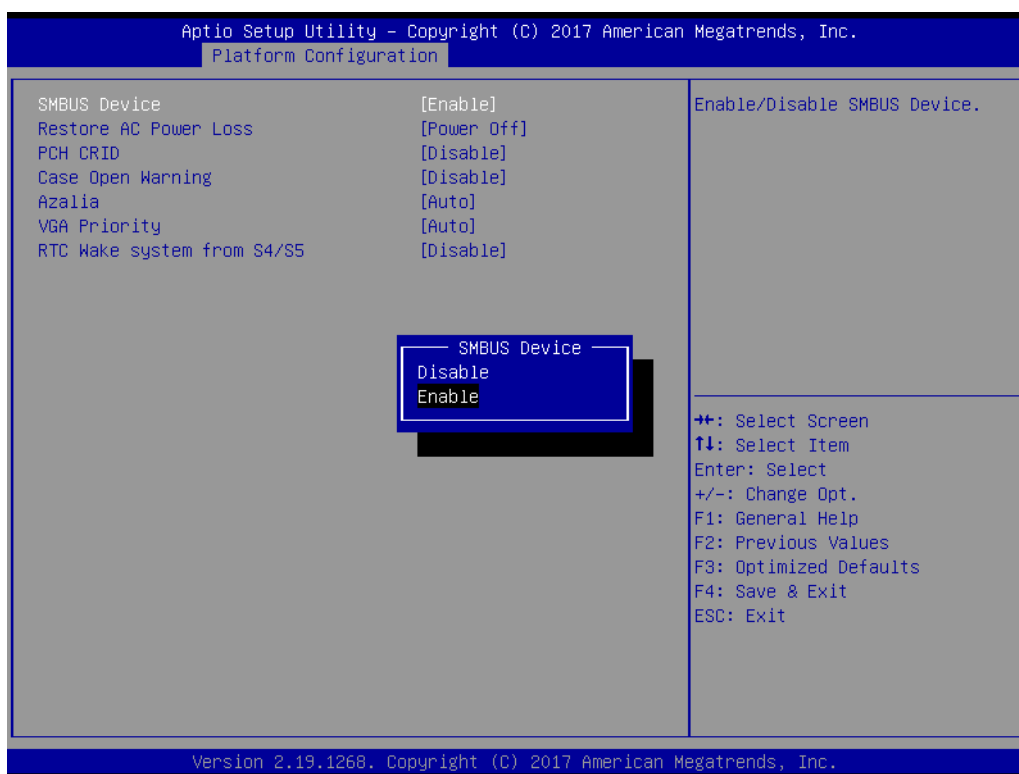 Aptio Setup Utility – Copyright (C) 2017 American Megatrends, Inc.
Platform Configuration
SMBUS Device [Enable]
Restore AC Power Loss [Power Off]
PCH CRID [Disable]
Case Open Warning [Disable]
Azalia [Auto]
VGA Priority [Auto]
RTC Wake system from S4/S5 [Disable]
SMBUS Device
Disable
Enable
Enable/Disable SMBUS Device.
→←: Select Screen
↑↓: Select Item
Enter: Select
+/-: Change Opt.
F1: General Help
F2: Previous Values
F3: Optimized Defaults
F4: Save & Exit
ESC: Exit
Version 2.19.1268. Copyright (C) 2017 American Megatrends, Inc.